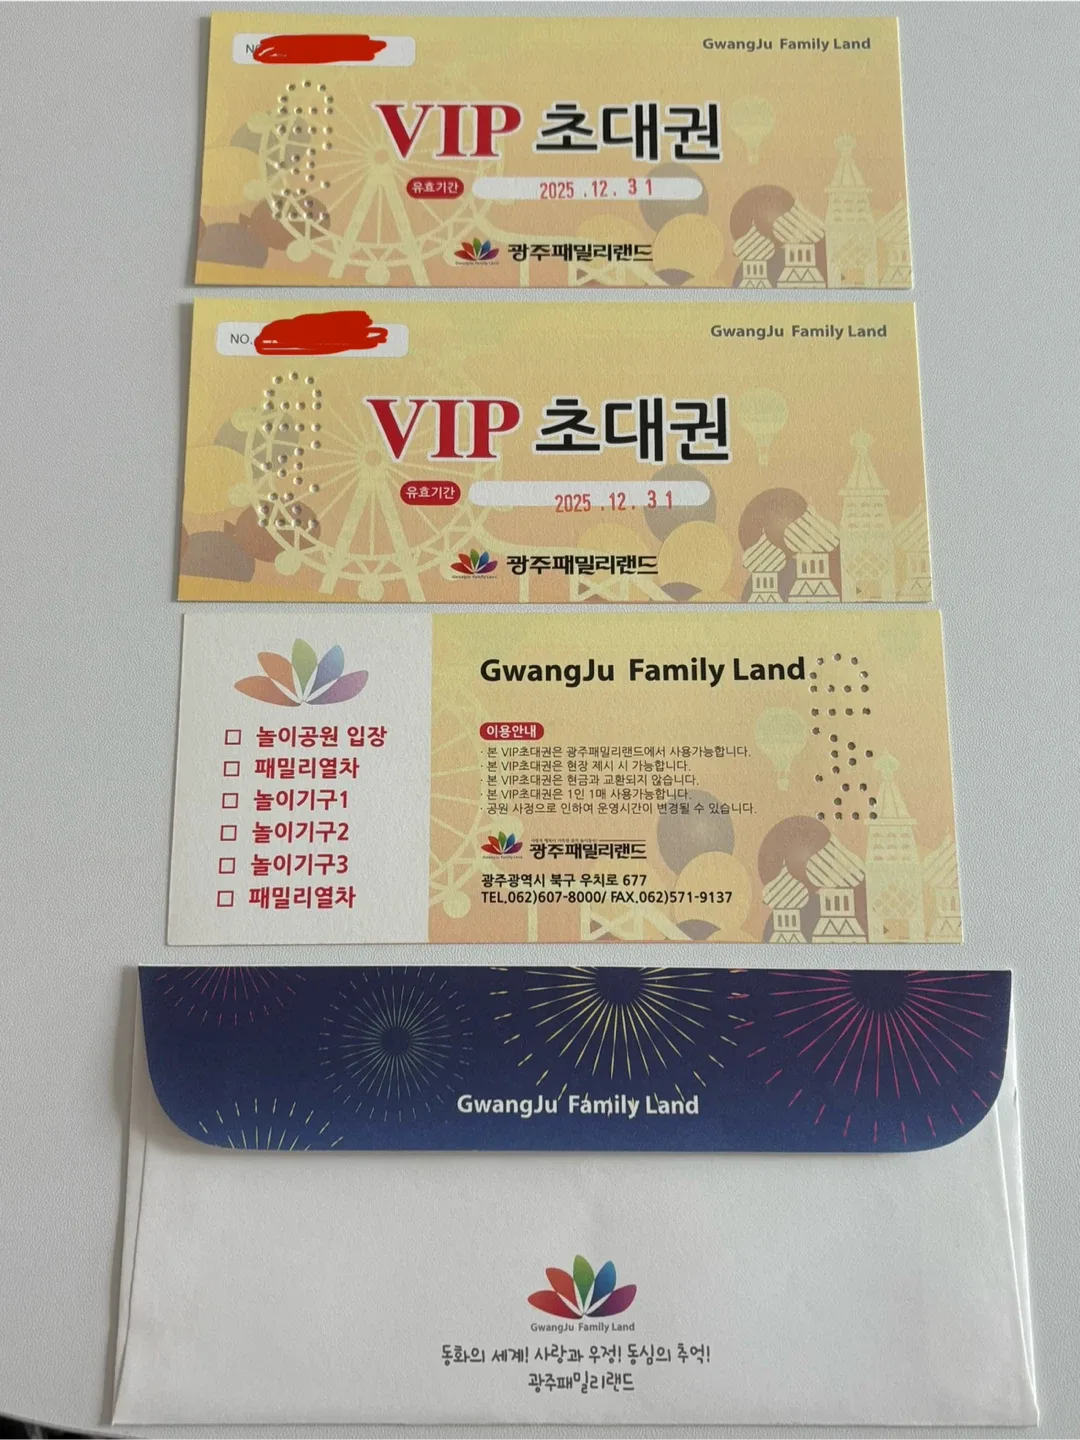 NO
GwangJu Family Land
VIP 초대권
유효기간 2025.12.31
광주패밀리랜드
NO.
GwangJu Family Land
VIP 초대권
유효기간 2025.12.31
광주패밀리랜드
□ 놀이공원 입장
□ 패밀리열차
□ 놀이기구1
□ 놀이기구2
□ 놀이기구3
□ 패밀리열차
GwangJu Family Land
이용안내
· 본 VIP초대권은 광주패밀리랜드에서 사용가능합니다.
· 본 VIP초대권은 현장 제시 시 가능합니다.
· 본 VIP초대권은 현금과 교환되지 않습니다.
· 본 VIP초대권은 1인 1매 사용가능합니다.
· 공원 사정으로 인하여 운영시간이 변경될 수 있습니다.
광주패밀리랜드
광주광역시 북구 우치로 677
TEL.062)607-8000/ FAX.062)571-9137
GwangJu Family Land
GwangJu Family Land
동화의 세계! 사랑과 우정! 동심의 추억!
광주패밀리랜드